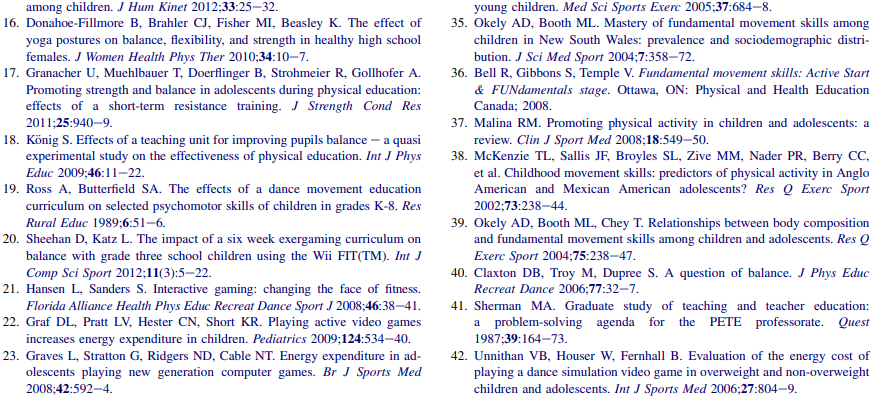 among children. J Hum Kinet 2012;33:25–32.
16. Donahoe-Fillmore B, Brahler CJ, Fisher MI, Beasley K. The effect of
yoga postures on balance, flexibility, and strength in healthy high school
females. J Women Health Phys Ther 2010;34:10–7.
17. Granacher U, Muehlbauer T, Doerflinger B, Strohmeier R, Gollhofer A.
Promoting strength and balance in adolescents during physical education:
effects of a short-term resistance training. J Strength Cond Res
2011;25:940–9.
18. König S. Effects of a teaching unit for improving pupils balance — a quasi
experimental study on the effectiveness of physical education. Int J Phys
Educ 2009;46:11–22.
19. Ross A, Butterfield SA. The effects of a dance movement education
curriculum on selected psychomotor skills of children in grades K-8. Res
Rural Educ 1989;6:51–6.
20. Sheehan D, Katz L. The impact of a six week exergaming curriculum on
balance with grade three school children using the Wii FIT(TM). Int J
Comp Sci Sport 2012;11(3):5–22.
21. Hansen L, Sanders S. Interactive gaming: changing the face of fitness.
Florida Alliance Health Phys Educ Recreat Dance Sport J 2008;46:38–41.
22. Graf DL, Pratt LV, Hester CN, Short KR. Playing active video games
increases energy expenditure in children. Pediatrics 2009;124:534–40.
23. Graves L, Stratton G, Ridgers ND, Cable NT. Energy expenditure in ad-
olescents playing new generation computer games. Br J Sports Med
2008;42:592–4.
young children. Med Sci Sports Exerc 2005;37:684–8.
35. Okely AD, Booth ML. Mastery of fundamental movement skills among
children in New South Wales: prevalence and sociodemographic distri-
bution. J Sci Med Sport 2004;7:358–72.
36. Bell R, Gibbons S, Temple V. Fundamental movement skills: Active Start
& FUNdamentals stage. Ottawa, ON: Physical and Health Education
Canada; 2008.
37. Malina RM. Promoting physical activity in children and adolescents: a
review. Clin J Sport Med 2008;18:549–50.
38. McKenzie TL, Sallis JF, Broyles SL, Zive MM, Nader PR, Berry CC,
et al. Childhood movement skills: predictors of physical activity in Anglo
American and Mexican American adolescents? Res Q Exerc Sport
2002;73:238–44.
39. Okely AD, Booth ML, Chey T. Relationships between body composition
and fundamental movement skills among children and adolescents. Res Q
Exerc Sport 2004;75:238–47.
40. Claxton DB, Troy M, Dupree S. A question of balance. J Phys Educ
Recreat Dance 2006;77:32–7.
41. Sherman MA. Graduate study of teaching and teacher education:
a problem-solving agenda for the PETE professorate. Quest
1987;39:164–73.
42. Unnithan VB, Houser W, Fernhall B. Evaluation of the energy cost of
playing a dance simulation video game in overweight and non-overweight
children and adolescents. Int J Sports Med 2006;27:804–9.